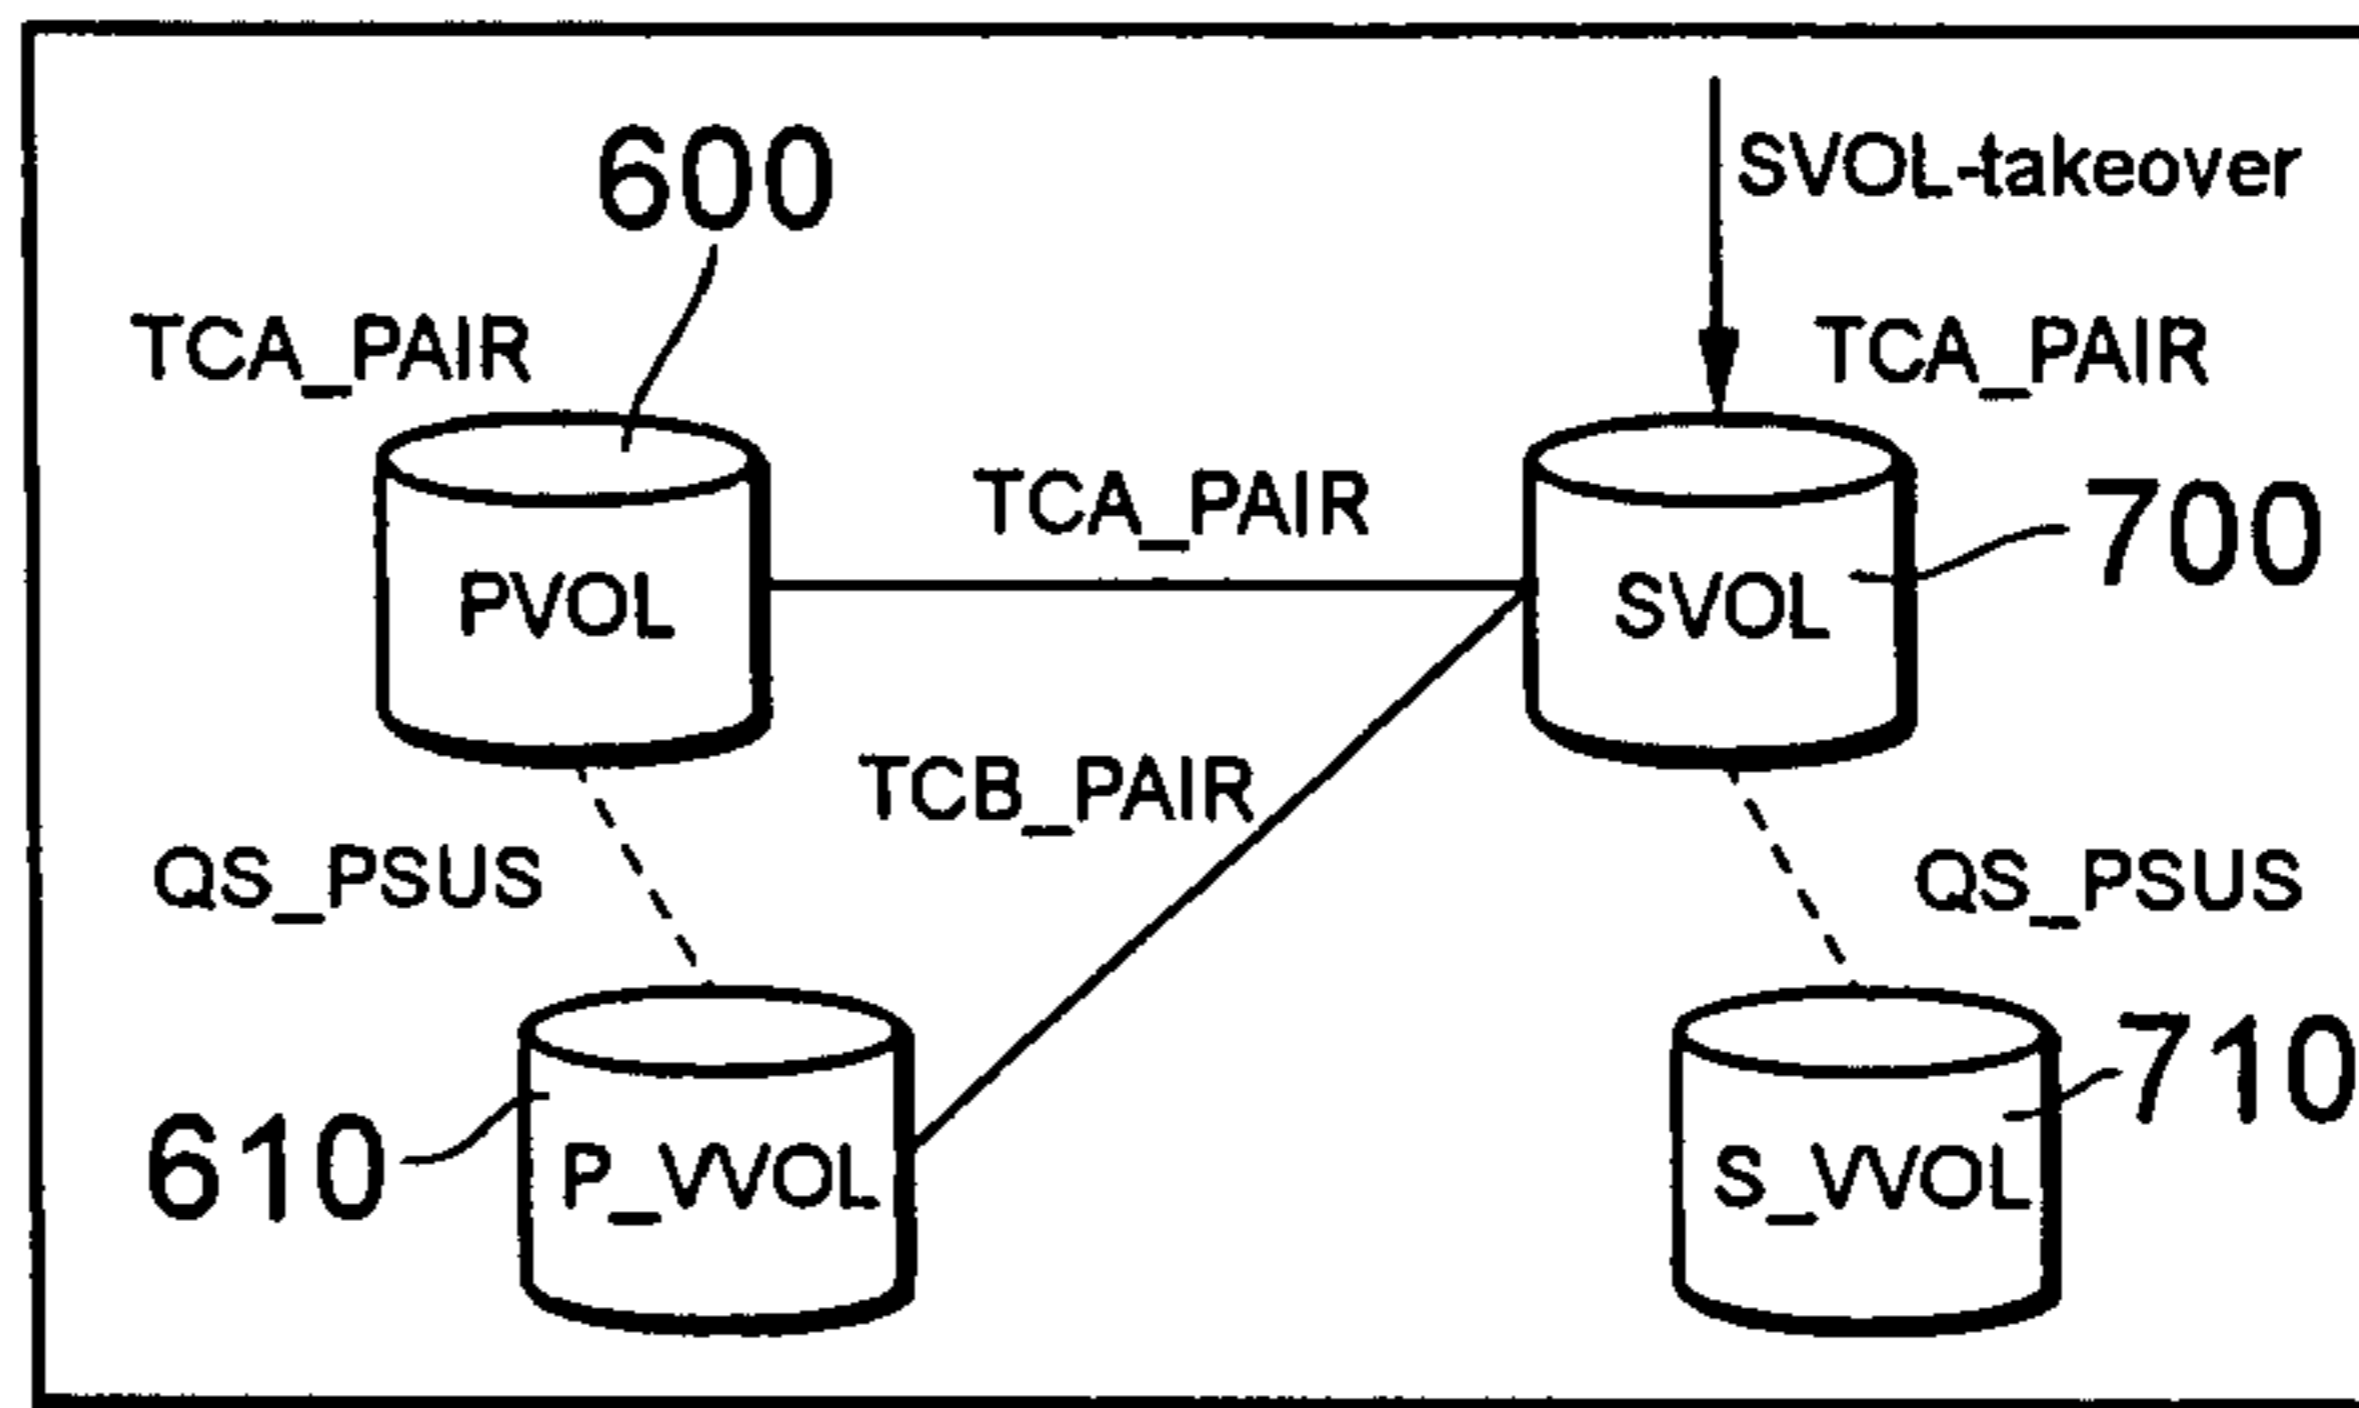 600
SVOL-takeover
TCA_PAIR
TCA_PAIR
TCA_PAIR
700
PVOL
SVOL
TCB_PAIR
QS_PSUS
QS_PSUS
610
P_VVOL
S_VVOL
710